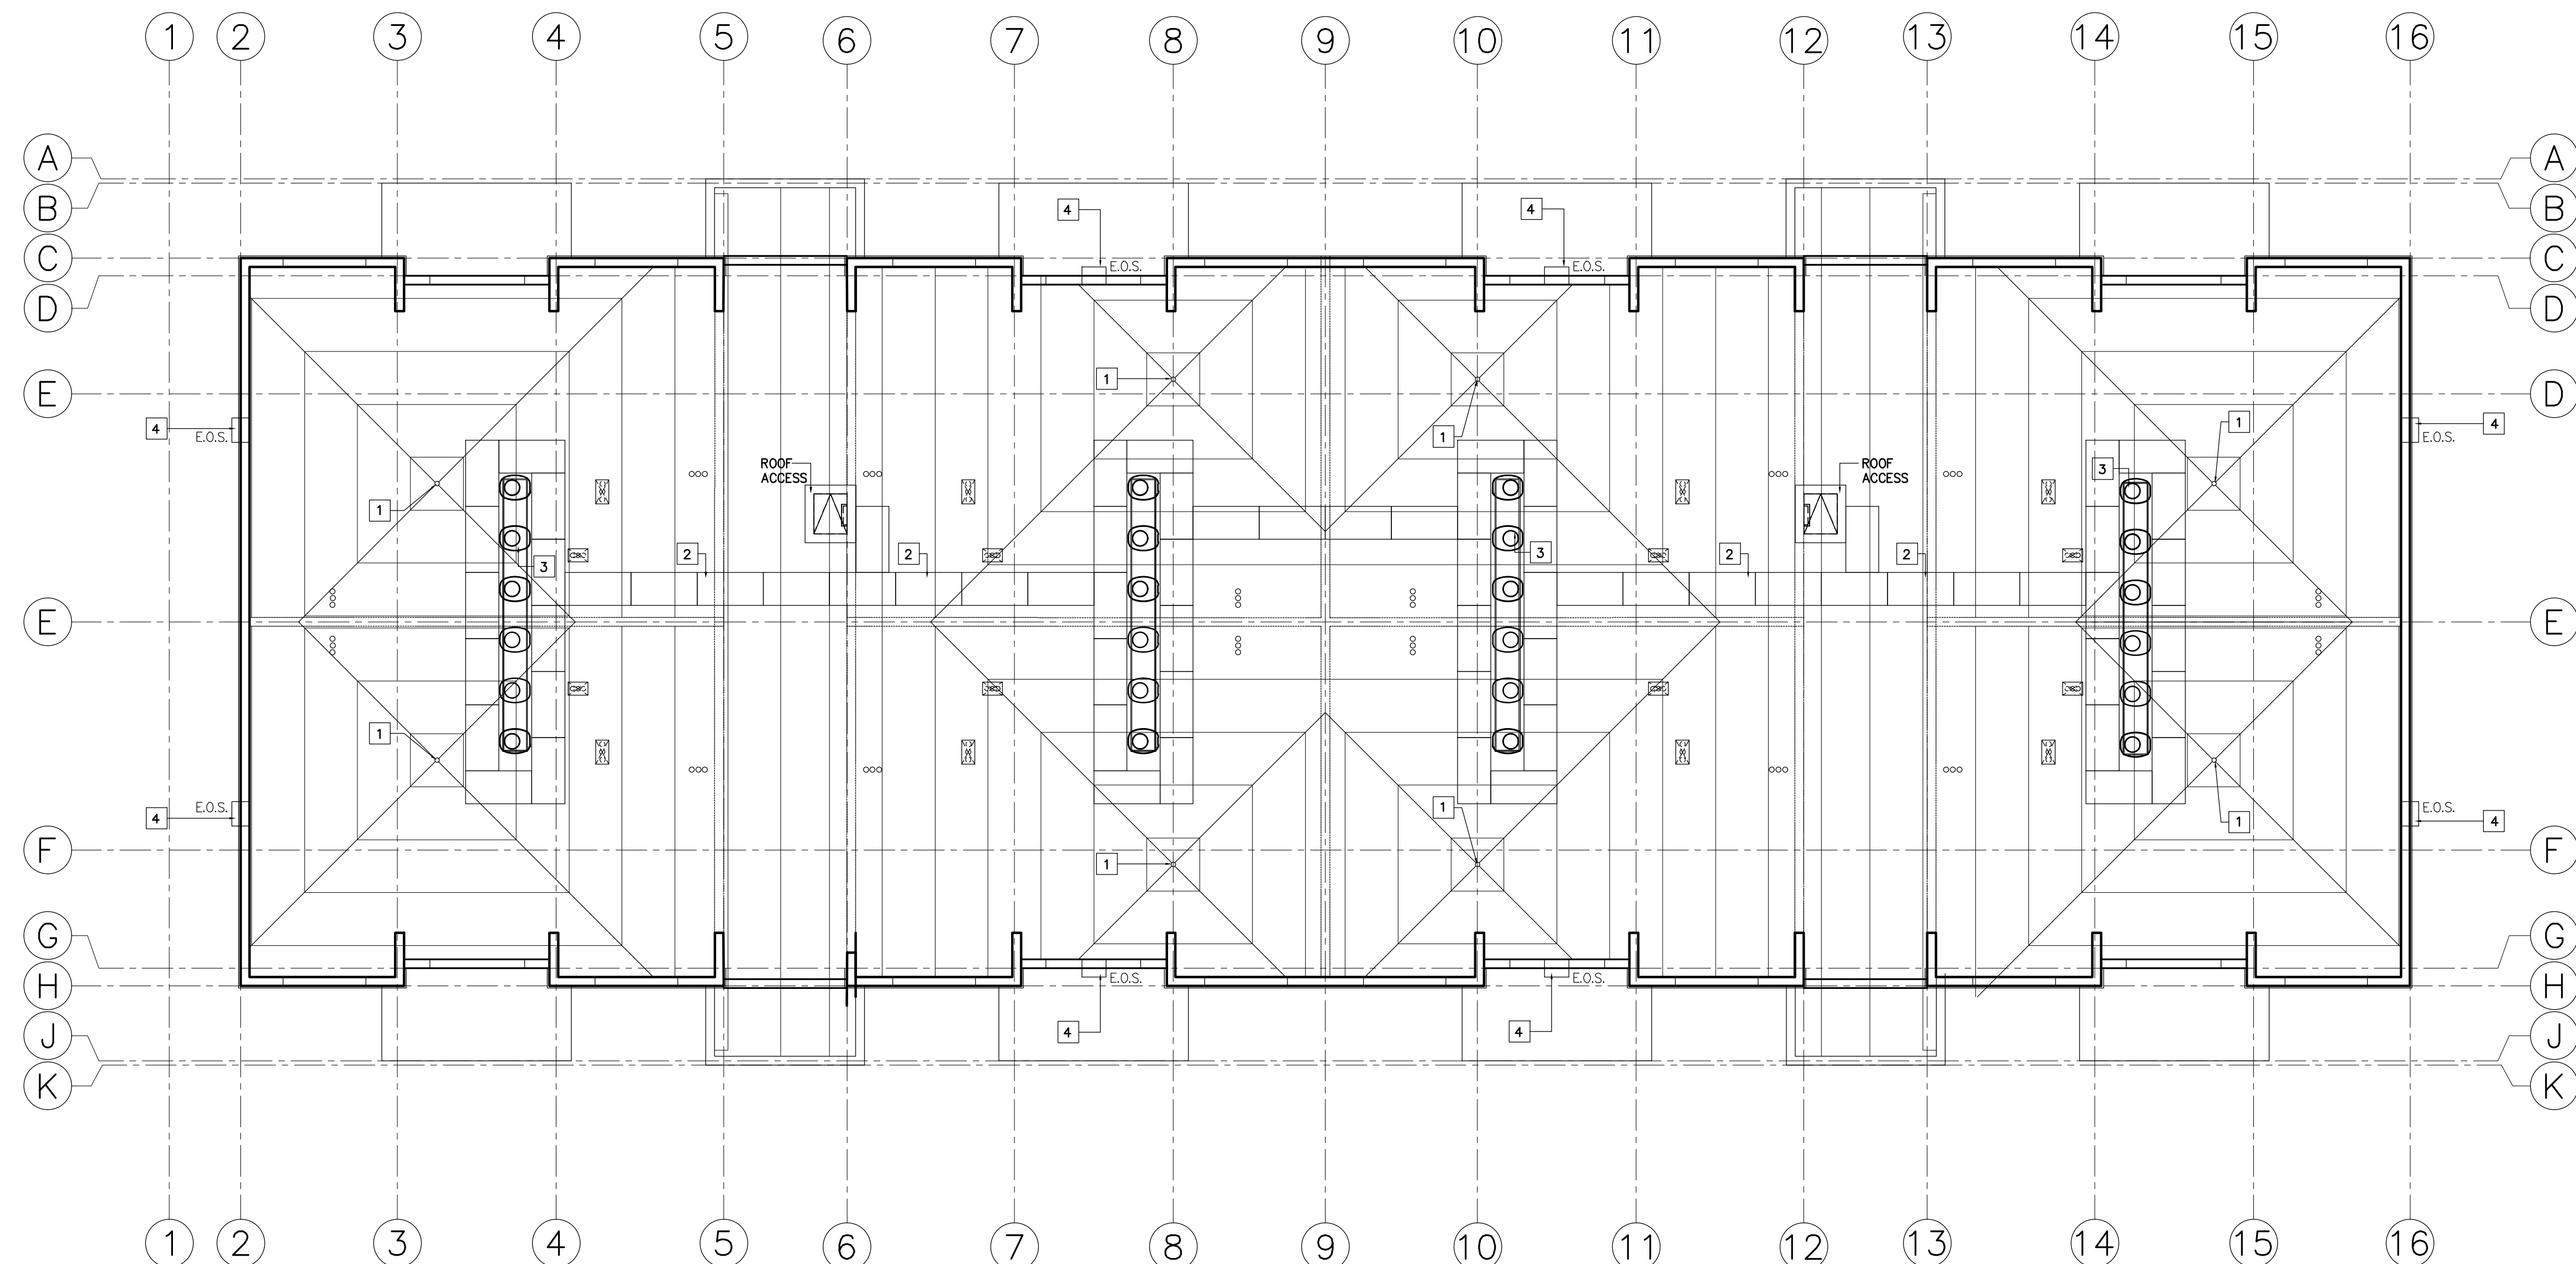 1 2 3 4 5 6 7 8 9 10 11 12 13 14 15 16
A A
B B
4 4
C C
E.O.S. E.O.S.
D D
1 1
E D
4 1 1 4
E.O.S. E.O.S.
ROOF ROOF
ACCESS ACCESS
3
1
2 2 3 2 2
3
E E
1
1 1
E.O.S. E.O.S.
4 1 4
F F
1
G G
E.O.S. E.O.S.
H H
4 4
J J
K K
1 2 3 4 5 6 7 8 9 10 11 12 13 14 15 16